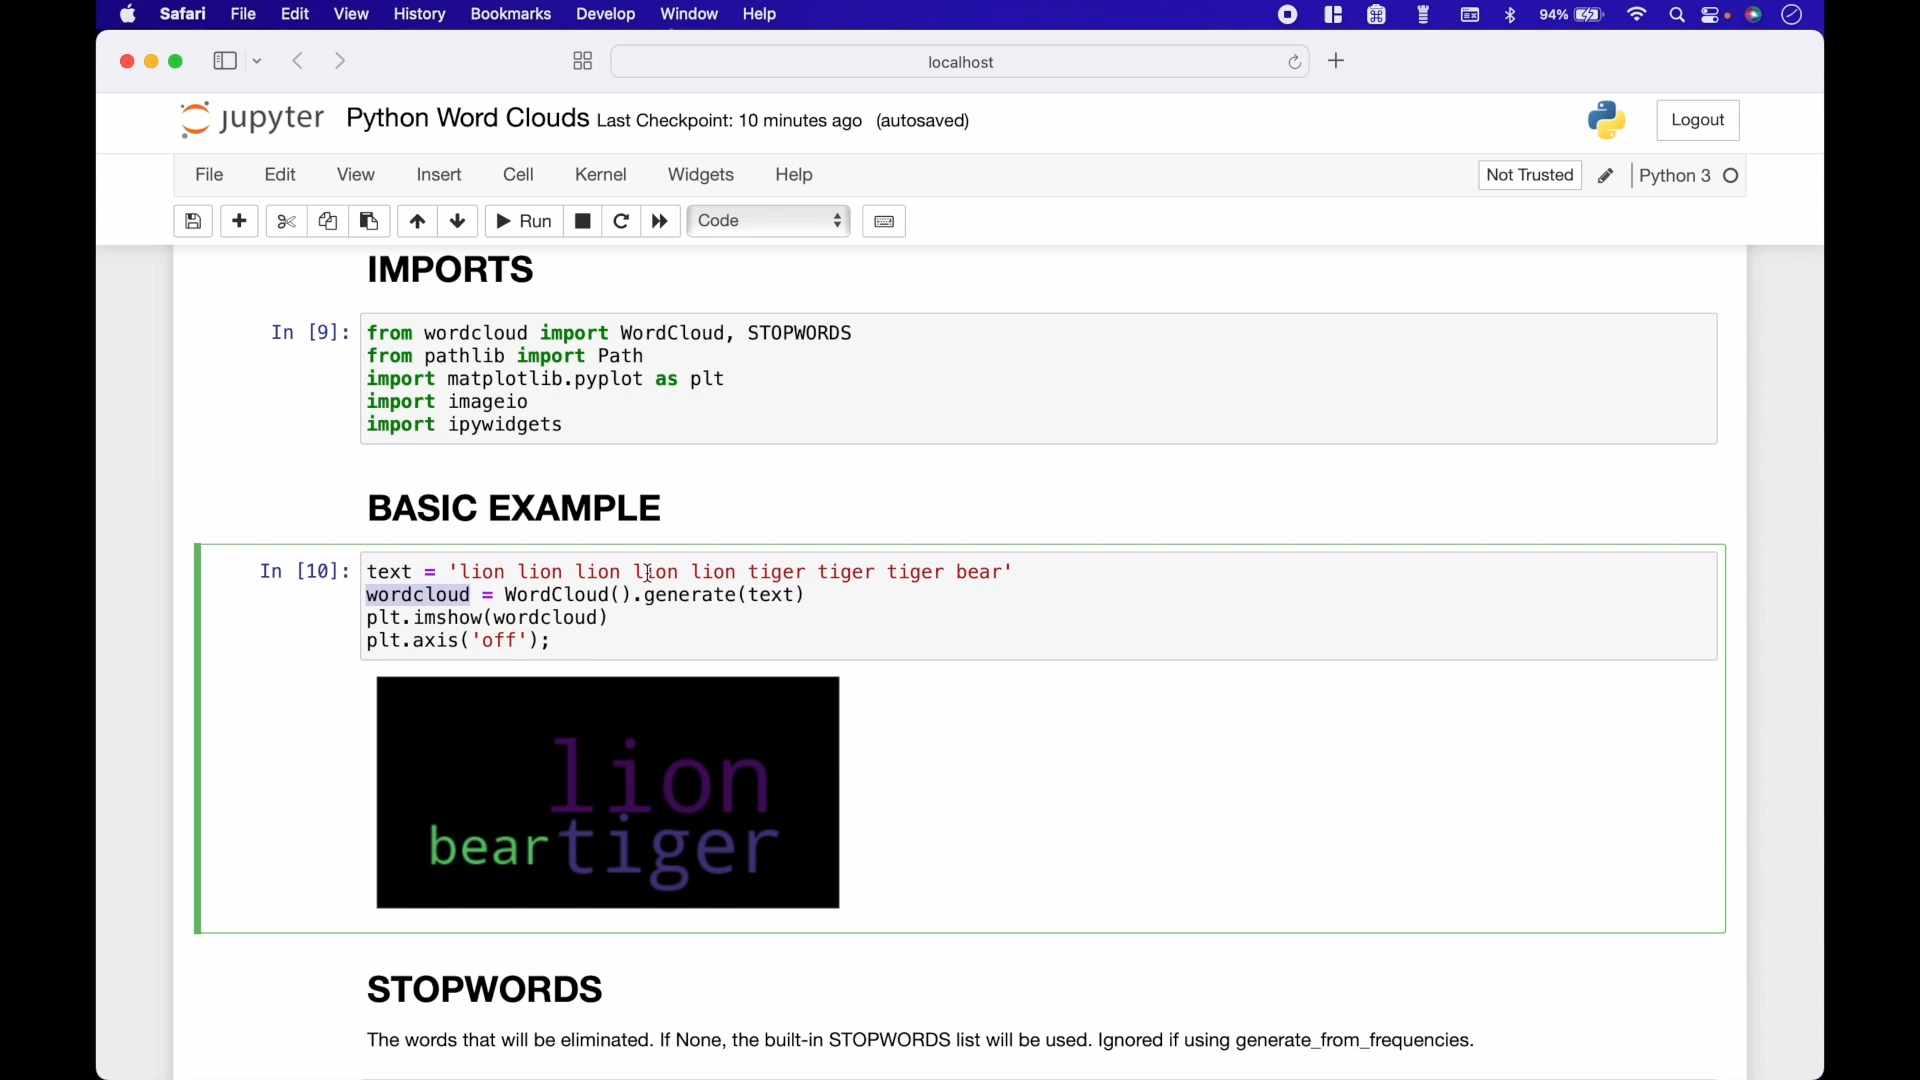 Safari File Edit View History Bookmarks Develop Window Help 94%
localhost
jupyter Python Word Clouds Last Checkpoint: 10 minutes ago (autosaved) Logout
File Edit View Insert Cell Kernel Widgets Help Not Trusted Python 3
Run Code
IMPORTS
In [9]: from wordcloud import WordCloud, STOPWORDS
from pathlib import Path
import matplotlib.pyplot as plt
import imageio
import ipywidgets
BASIC EXAMPLE
In [10]: text = 'lion lion lion lion lion tiger tiger tiger bear'
wordcloud = WordCloud().generate(text)
plt.imshow(wordcloud)
plt.axis('off');
lion
bear tiger
STOPWORDS
The words that will be eliminated. If None, the built-in STOPWORDS list will be used. Ignored if using generate_from_frequencies.